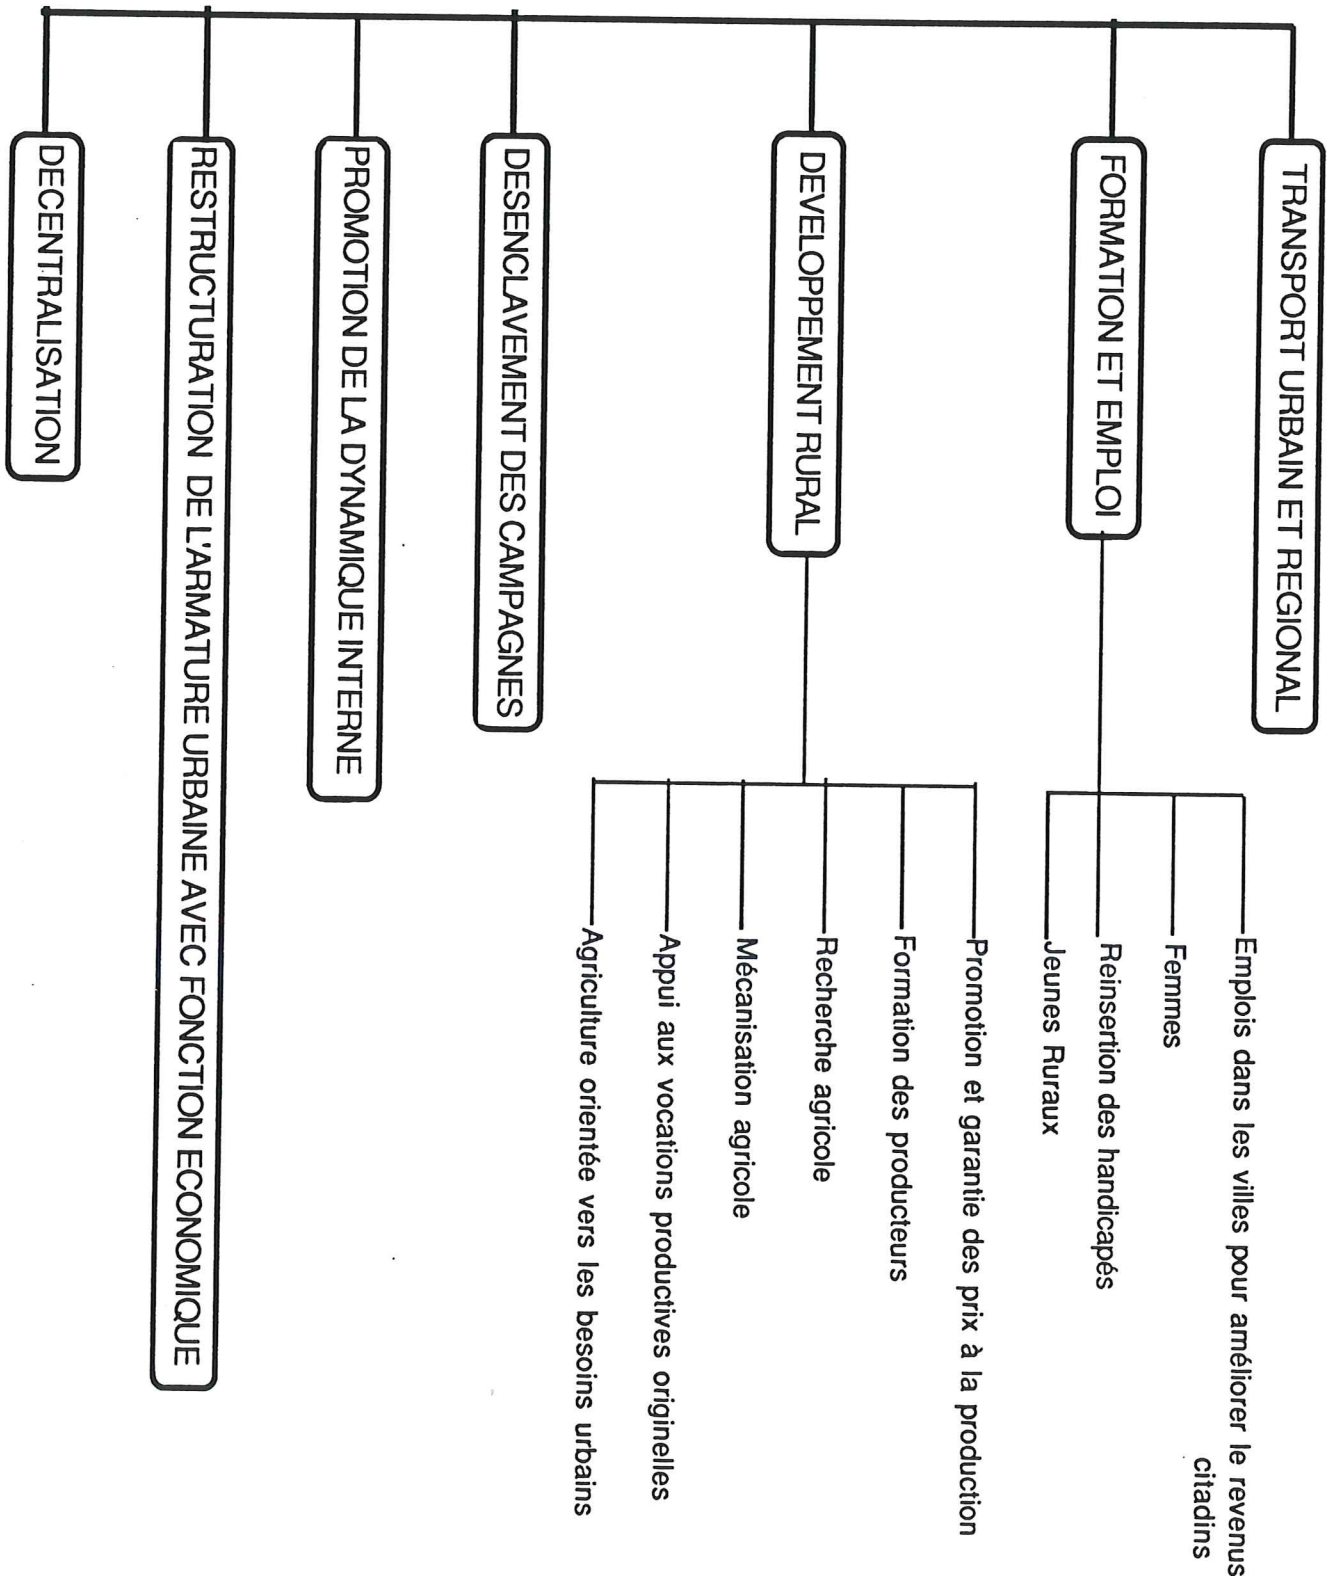 TRANSPORT URBAIN ET REGIONAL
FORMATION ET EMPLOI
Emplois dans les villes pour améliorer le revenus
citadins
Femmes
Reinsertion des handicapés
Jeunes Ruraux
DEVELOPPEMENT RURAL
Promotion et garantie des prix à la production
Formation des producteurs
Recherche agricole
Mécanisation agricole
Appui aux vocations productives originelles
Agriculture orientée vers les besoins urbains
DESENCLAVEMENT DES CAMPAGNES
PROMOTION DE LA DYNAMIQUE INTERNE
RESTRUCTURATION DE L'ARMATURE URBAINE AVEC FONCTION ECONOMIQUE
DECENTRALISATION